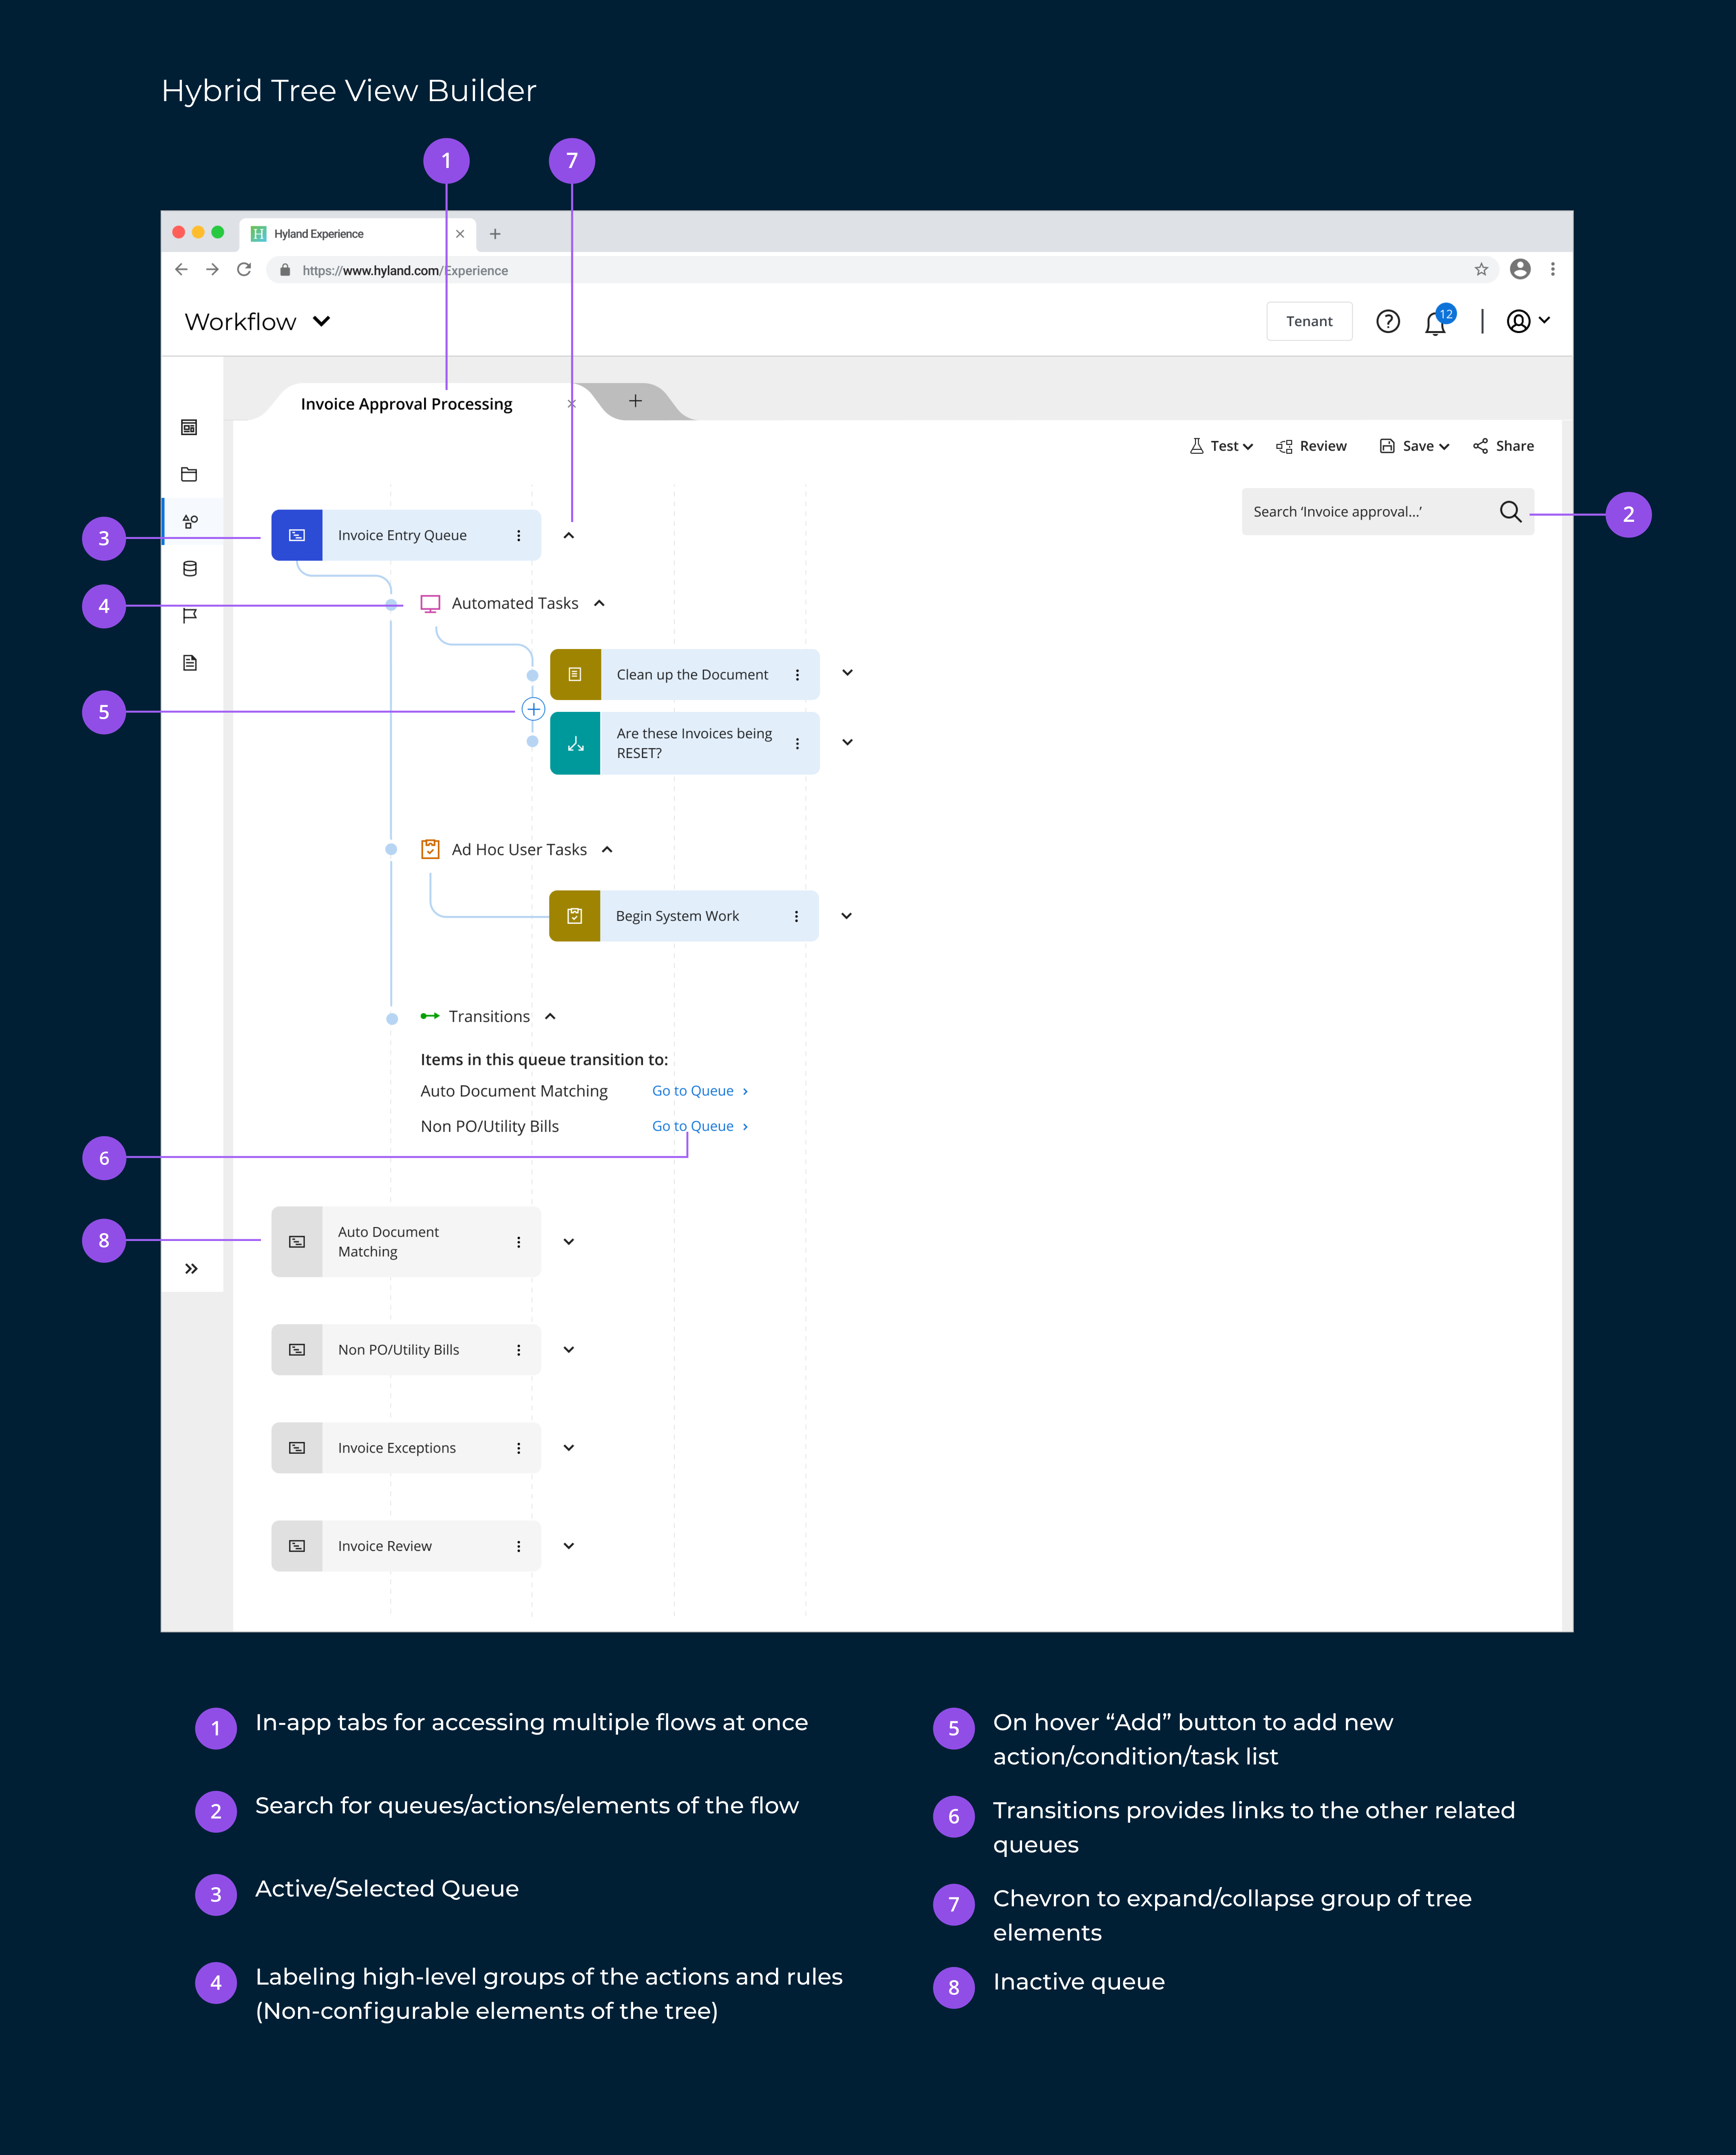 Hybrid Tree View Builder
1
7
H Hyland Experience
https://www.hyland.com/Experience
Workflow
Tenant
12
Invoice Approval Processing
Test
Review
Save
Share
Search ‘Invoice approval...’
2
3
Invoice Entry Queue
4
Automated Tasks
Clean up the Document
5
Are these Invoices being
RESET?
Ad Hoc User Tasks
Begin System Work
Transitions
Items in this queue transition to:
Auto Document Matching Go to Queue
Non PO/Utility Bills Go to Queue
6
8
Auto Document
Matching
Non PO/Utility Bills
Invoice Exceptions
Invoice Review
1 In-app tabs for accessing multiple flows at once
2 Search for queues/actions/elements of the flow
3 Active/Selected Queue
4 Labeling high-level groups of the actions and rules
(Non-configurable elements of the tree)
5 On hover “Add” button to add new
action/condition/task list
6 Transitions provides links to the other related
queues
7 Chevron to expand/collapse group of tree
elements
8 Inactive queue